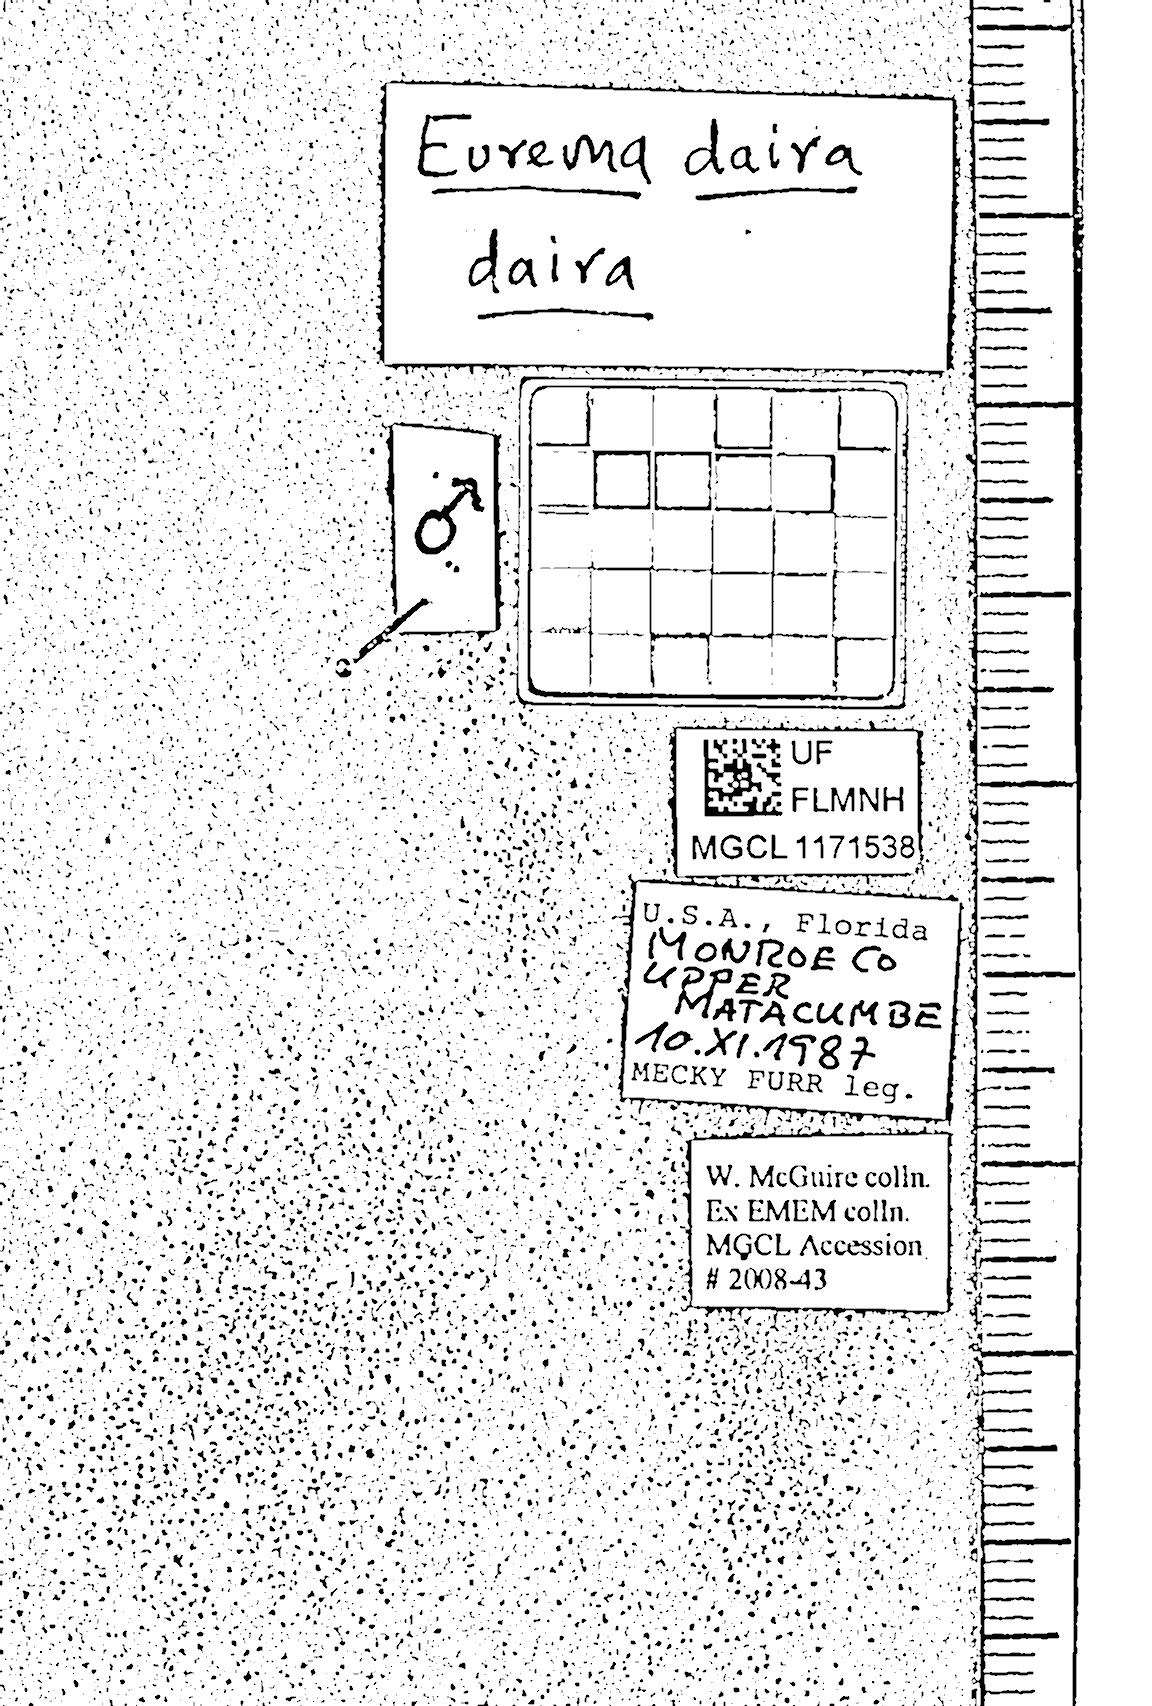 Eurema daira
daira
♂
UF
FLMNH
MGCL 1171538
U.S.A., Florida
MONROE CO
UPPER
MATACUMBE
10.XI.1987
MECKY FURR leg.
W. McGuire colln.
Ex EMEM colln.
MGCL Accession
# 2008-43